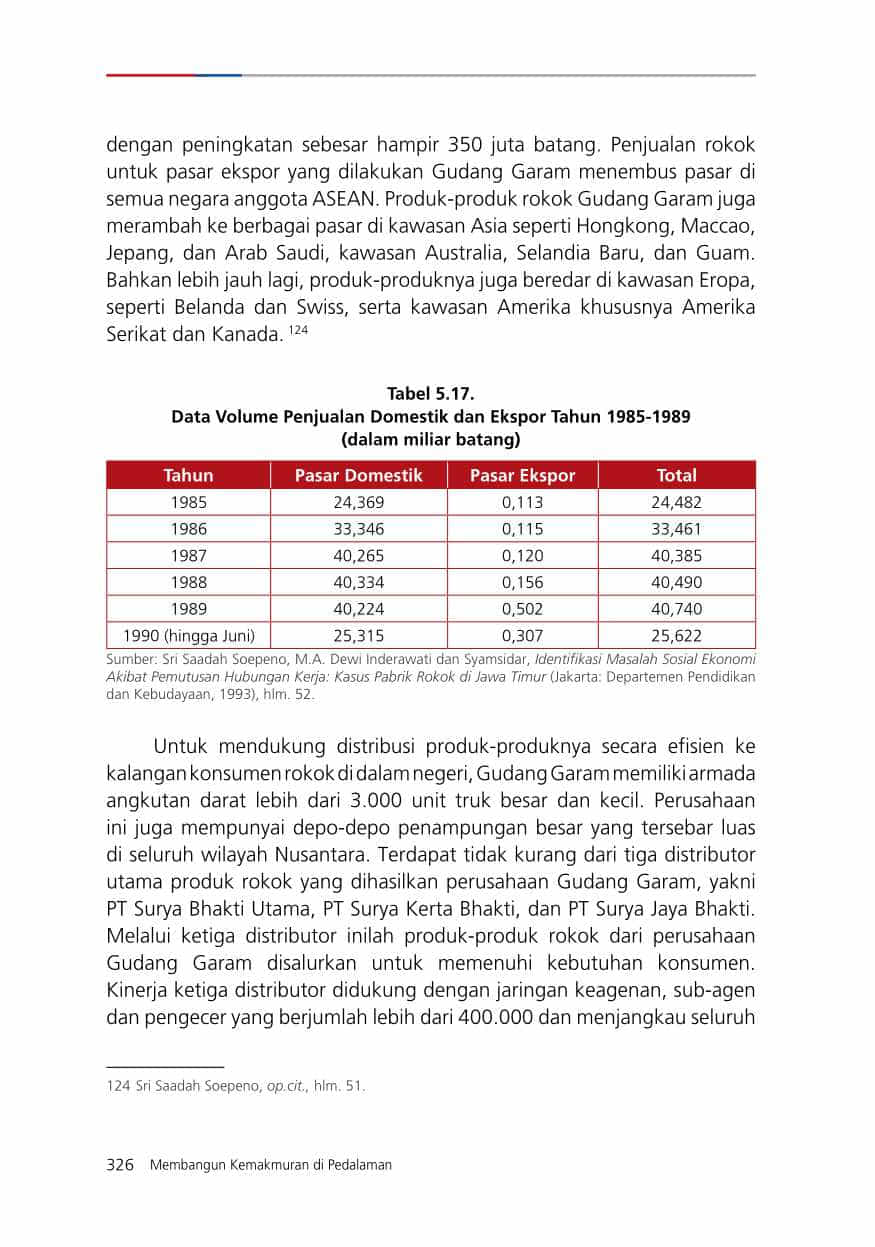 dengan peningkatan sebesar hampir 350 juta batang. Penjualan rokok
untuk pasar ekspor yang dilakukan Gudang Garam menembus pasar di
semua negara anggota ASEAN. Produk-produk rokok Gudang Garam juga
merambah ke berbagai pasar di kawasan Asia seperti Hongkong, Maccao,
Jepang, dan Arab Saudi, kawasan Australia, Selandia Baru, dan Guam.
Bahkan lebih jauh lagi, produk-produknya juga beredar di kawasan Eropa,
seperti Belanda dan Swiss, serta kawasan Amerika khususnya Amerika
Serikat dan Kanada. 124
Tabel 5.17.
Data Volume Penjualan Domestik dan Ekspor Tahun 1985-1989
(dalam miliar batang)
Tahun Pasar Domestik Pasar Ekspor Total
1985 24,369 0,113 24,482
1986 33,346 0,115 33,461
1987 40,265 0,120 40,385
1988 40,334 0,156 40,490
1989 40,224 0,502 40,740
1990 (hingga Juni) 25,315 0,307 25,622
Sumber: Sri Saadah Soepeno, M.A. Dewi Inderawati dan Syamsidar, Identifikasi Masalah Sosial Ekonomi
Akibat Pemutusan Hubungan Kerja: Kasus Pabrik Rokok di Jawa Timur (Jakarta: Departemen Pendidikan
dan Kebudayaan, 1993), hlm. 52.
Untuk mendukung distribusi produk-produknya secara efisien ke
kalangan konsumen rokok di dalam negeri, Gudang Garam memiliki armada
angkutan darat lebih dari 3.000 unit truk besar dan kecil. Perusahaan
ini juga mempunyai depo-depo penampungan besar yang tersebar luas
di seluruh wilayah Nusantara. Terdapat tidak kurang dari tiga distributor
utama produk rokok yang dihasilkan perusahaan Gudang Garam, yakni
PT Surya Bhakti Utama, PT Surya Kerta Bhakti, dan PT Surya Jaya Bhakti.
Melalui ketiga distributor inilah produk-produk rokok dari perusahaan
Gudang Garam disalurkan untuk memenuhi kebutuhan konsumen.
Kinerja ketiga distributor didukung dengan jaringan keagenan, sub-agen
dan pengecer yang berjumlah lebih dari 400.000 dan menjangkau seluruh
124 Sri Saadah Soepeno, op.cit., hlm. 51.
326 Membangun Kemakmuran di Pedalaman